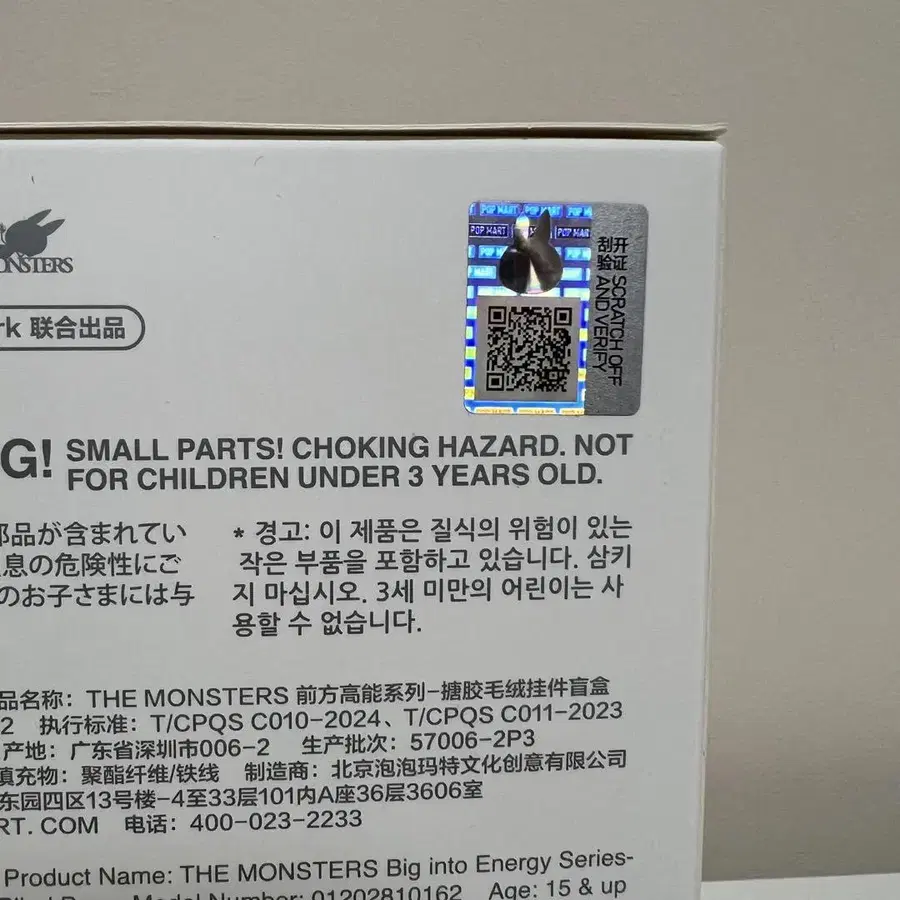 MONSTERS
POP MART POP MART POP M
POP MART POP MAR
开证 SCRATCH OFF
刮验 AND VERIFY
rk 联合出品
G! SMALL PARTS! CHOKING HAZARD. NOT
FOR CHILDREN UNDER 3 YEARS OLD.
部品が含まれてい
息の危険性にご
のお子さまには与
* 경고: 이 제품은 질식의 위험이 있는
작은 부품을 포함하고 있습니다. 삼키
지 마십시오. 3세 미만의 어린이는 사
용할 수 없습니다.
品名称: THE MONSTERS 前方高能系列-搪胶毛绒挂件盲盒
2 执行标准: T/CPQS C010-2024、T/CPQS C011-2023
产地: 广东省深圳市006-2 生产批次: 57006-2P3
填充物: 聚酯纤维/铁线 制造商: 北京泡泡玛特文化创意有限公司
东园四区13号楼-4至33层101内A座36层3606室
RT. COM 电话: 400-023-2233
Product Name: THE MONSTERS Big into Energy Series-
Model Number: 01202810162 Age: 15 & up